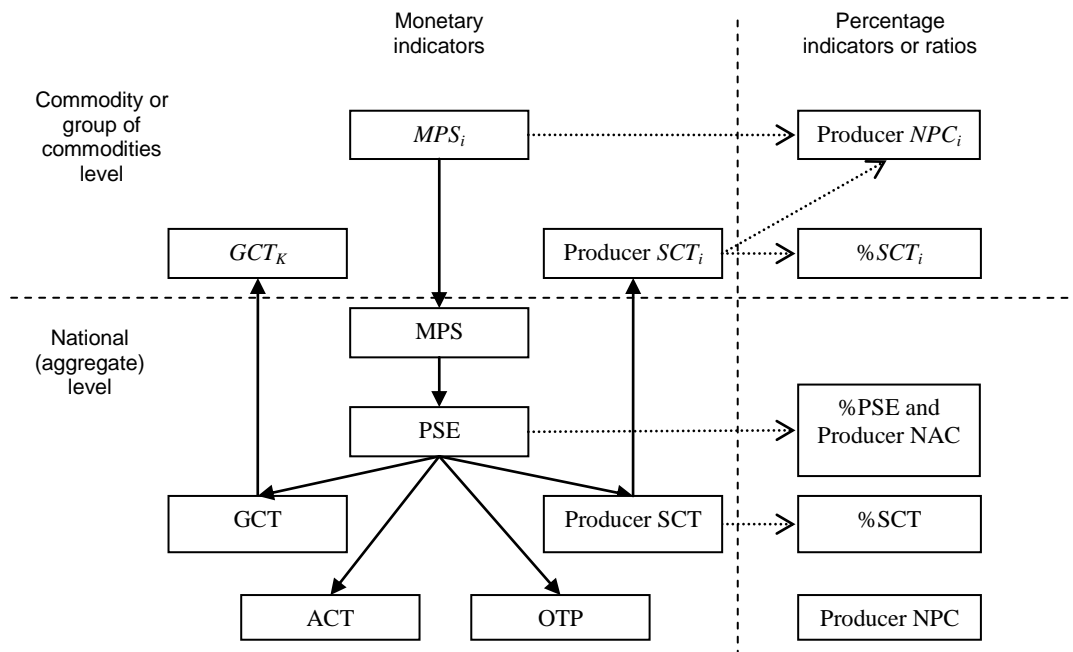 Monetary
indicators
Percentage
indicators or ratios
Commodity or
group of
commodities
level
MPSi
Producer NPCi
GCTK
Producer SCTi
%SCTi
National
(aggregate)
level
MPS
PSE
%PSE and
Producer NAC
GCT
Producer SCT
%SCT
ACT
OTP
Producer NPC